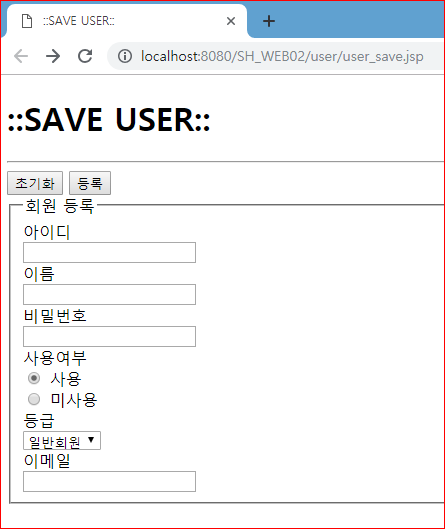 ::SAVE USER::
localhost:8080/SH_WEB02/user/user_save.jsp
::SAVE USER::
초기화 등록
회원 등록
아이디
이름
비밀번호
사용여부
사용
미사용
등급
일반회원
이메일